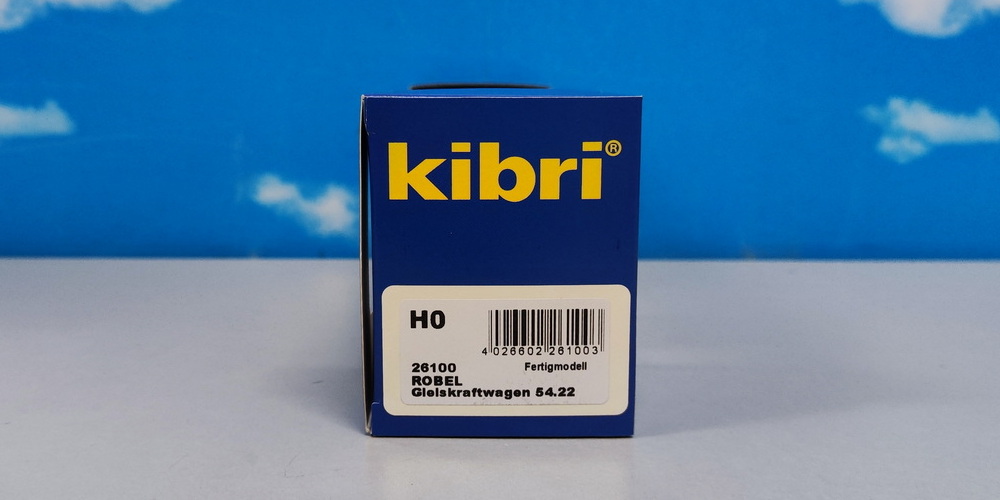 kibri®
H0
4 026602 261003
26100 Fertigmodell
ROBEL
Gleiskraftwagen 54.22